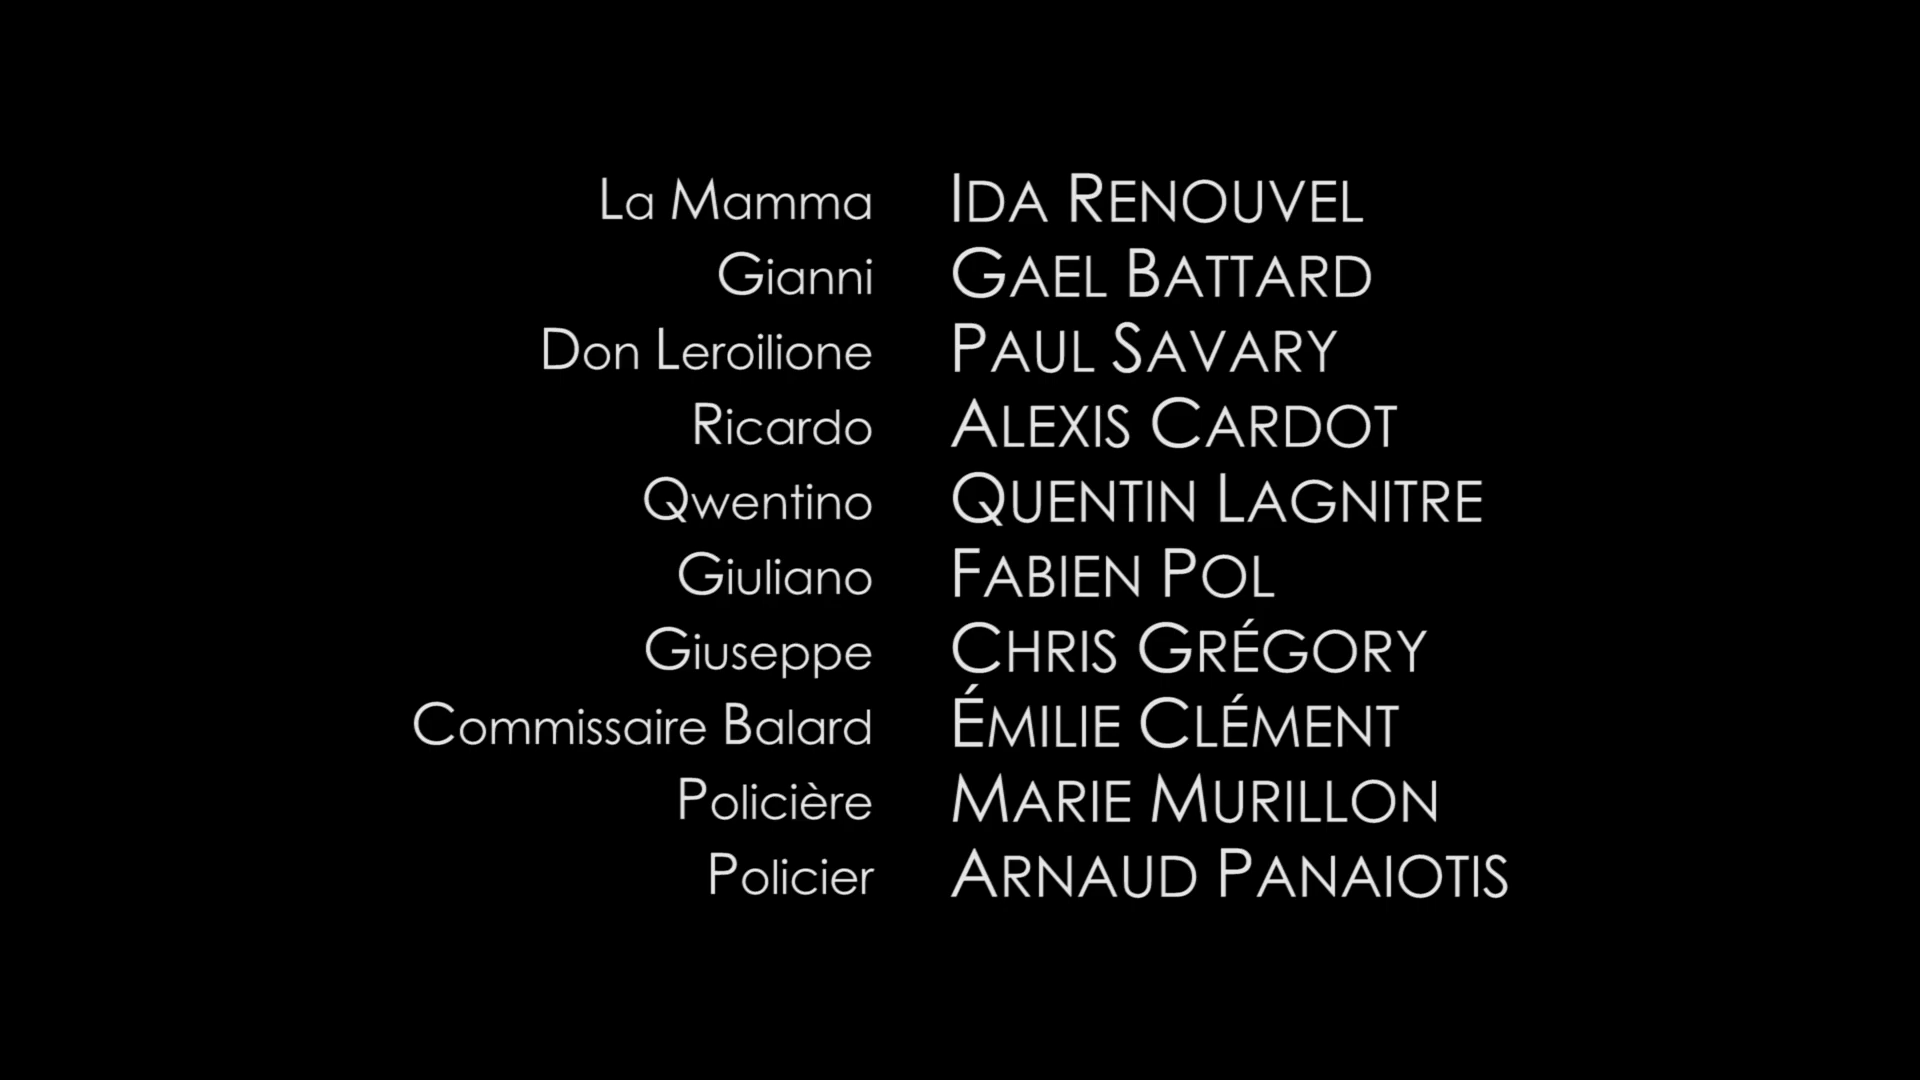 La Mamma IDA RENOUVEL
Gianni GAEL BATTARD
Don Leroilione PAUL SAVARY
Ricardo ALEXIS CARDOT
Qwentino QUENTIN LAGNITRE
Giuliano FABIEN POL
Giuseppe CHRIS GRÉGORY
Commissaire Balard ÉMILIE CLÉMENT
Policière MARIE MURILLON
Policier ARNAUD PANAIOTIS